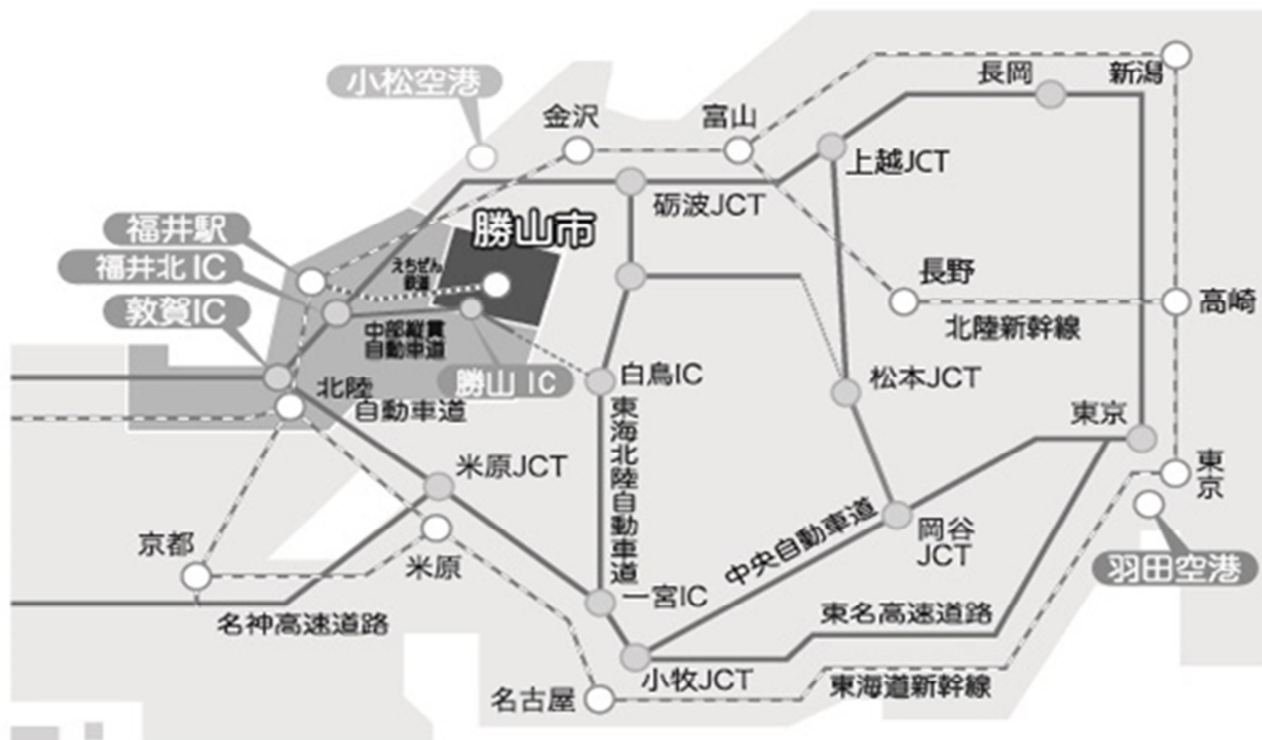 小松空港
長岡
新潟
金沢
富山
上越JCT
砺波JCT
福井駅
勝山市
福井北IC
えちぜん
鉄道
長野
高崎
敦賀IC
北陸新幹線
中部縦貫
自動車道
勝山IC
白鳥IC
松本JCT
北陸
自動車道
東海北陸自動車道
東京
米原JCT
東京
京都
米原
中央自動車道
岡谷
JCT
羽田空港
一宮IC
名神高速道路
東名高速道路
小牧JCT
東海道新幹線
名古屋